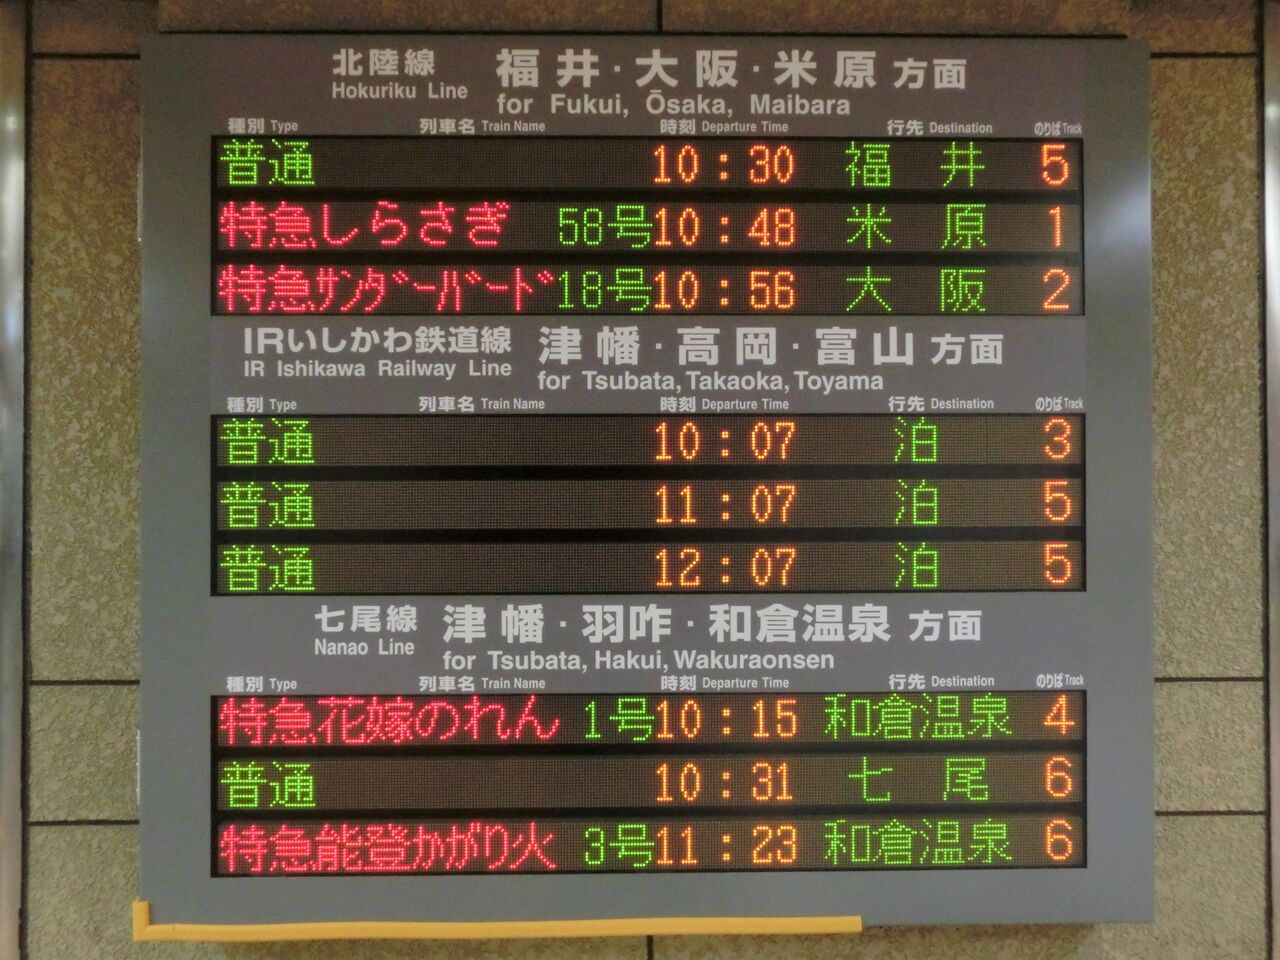 北陸線 福井・大阪・米原 方面
Hokuriku Line for Fukui, Ōsaka, Maibara
種別 Type 列車名 Train Name 時刻 Departure Time 行先 Destination のりば Track
普通 10:30 福井 5
特急しらさぎ 58号 10:48 米原 1
特急サンダーバード 18号 10:56 大阪 2
IRいしかわ鉄道線 津幡・高岡・富山 方面
IR Ishikawa Railway Line for Tsubata, Takaoka, Toyama
種別 Type 列車名 Train Name 時刻 Departure Time 行先 Destination のりば Track
普通 10:07 泊 3
普通 11:07 泊 5
普通 12:07 泊 5
七尾線 津幡・羽咋・和倉温泉 方面
Nanao Line for Tsubata, Hakui, Wakuraonsen
種別 Type 列車名 Train Name 時刻 Departure Time 行先 Destination のりば Track
特急花嫁のれん 1号 10:15 和倉温泉 4
普通 10:31 七尾 6
特急能登かがり火 3号 11:23 和倉温泉 6